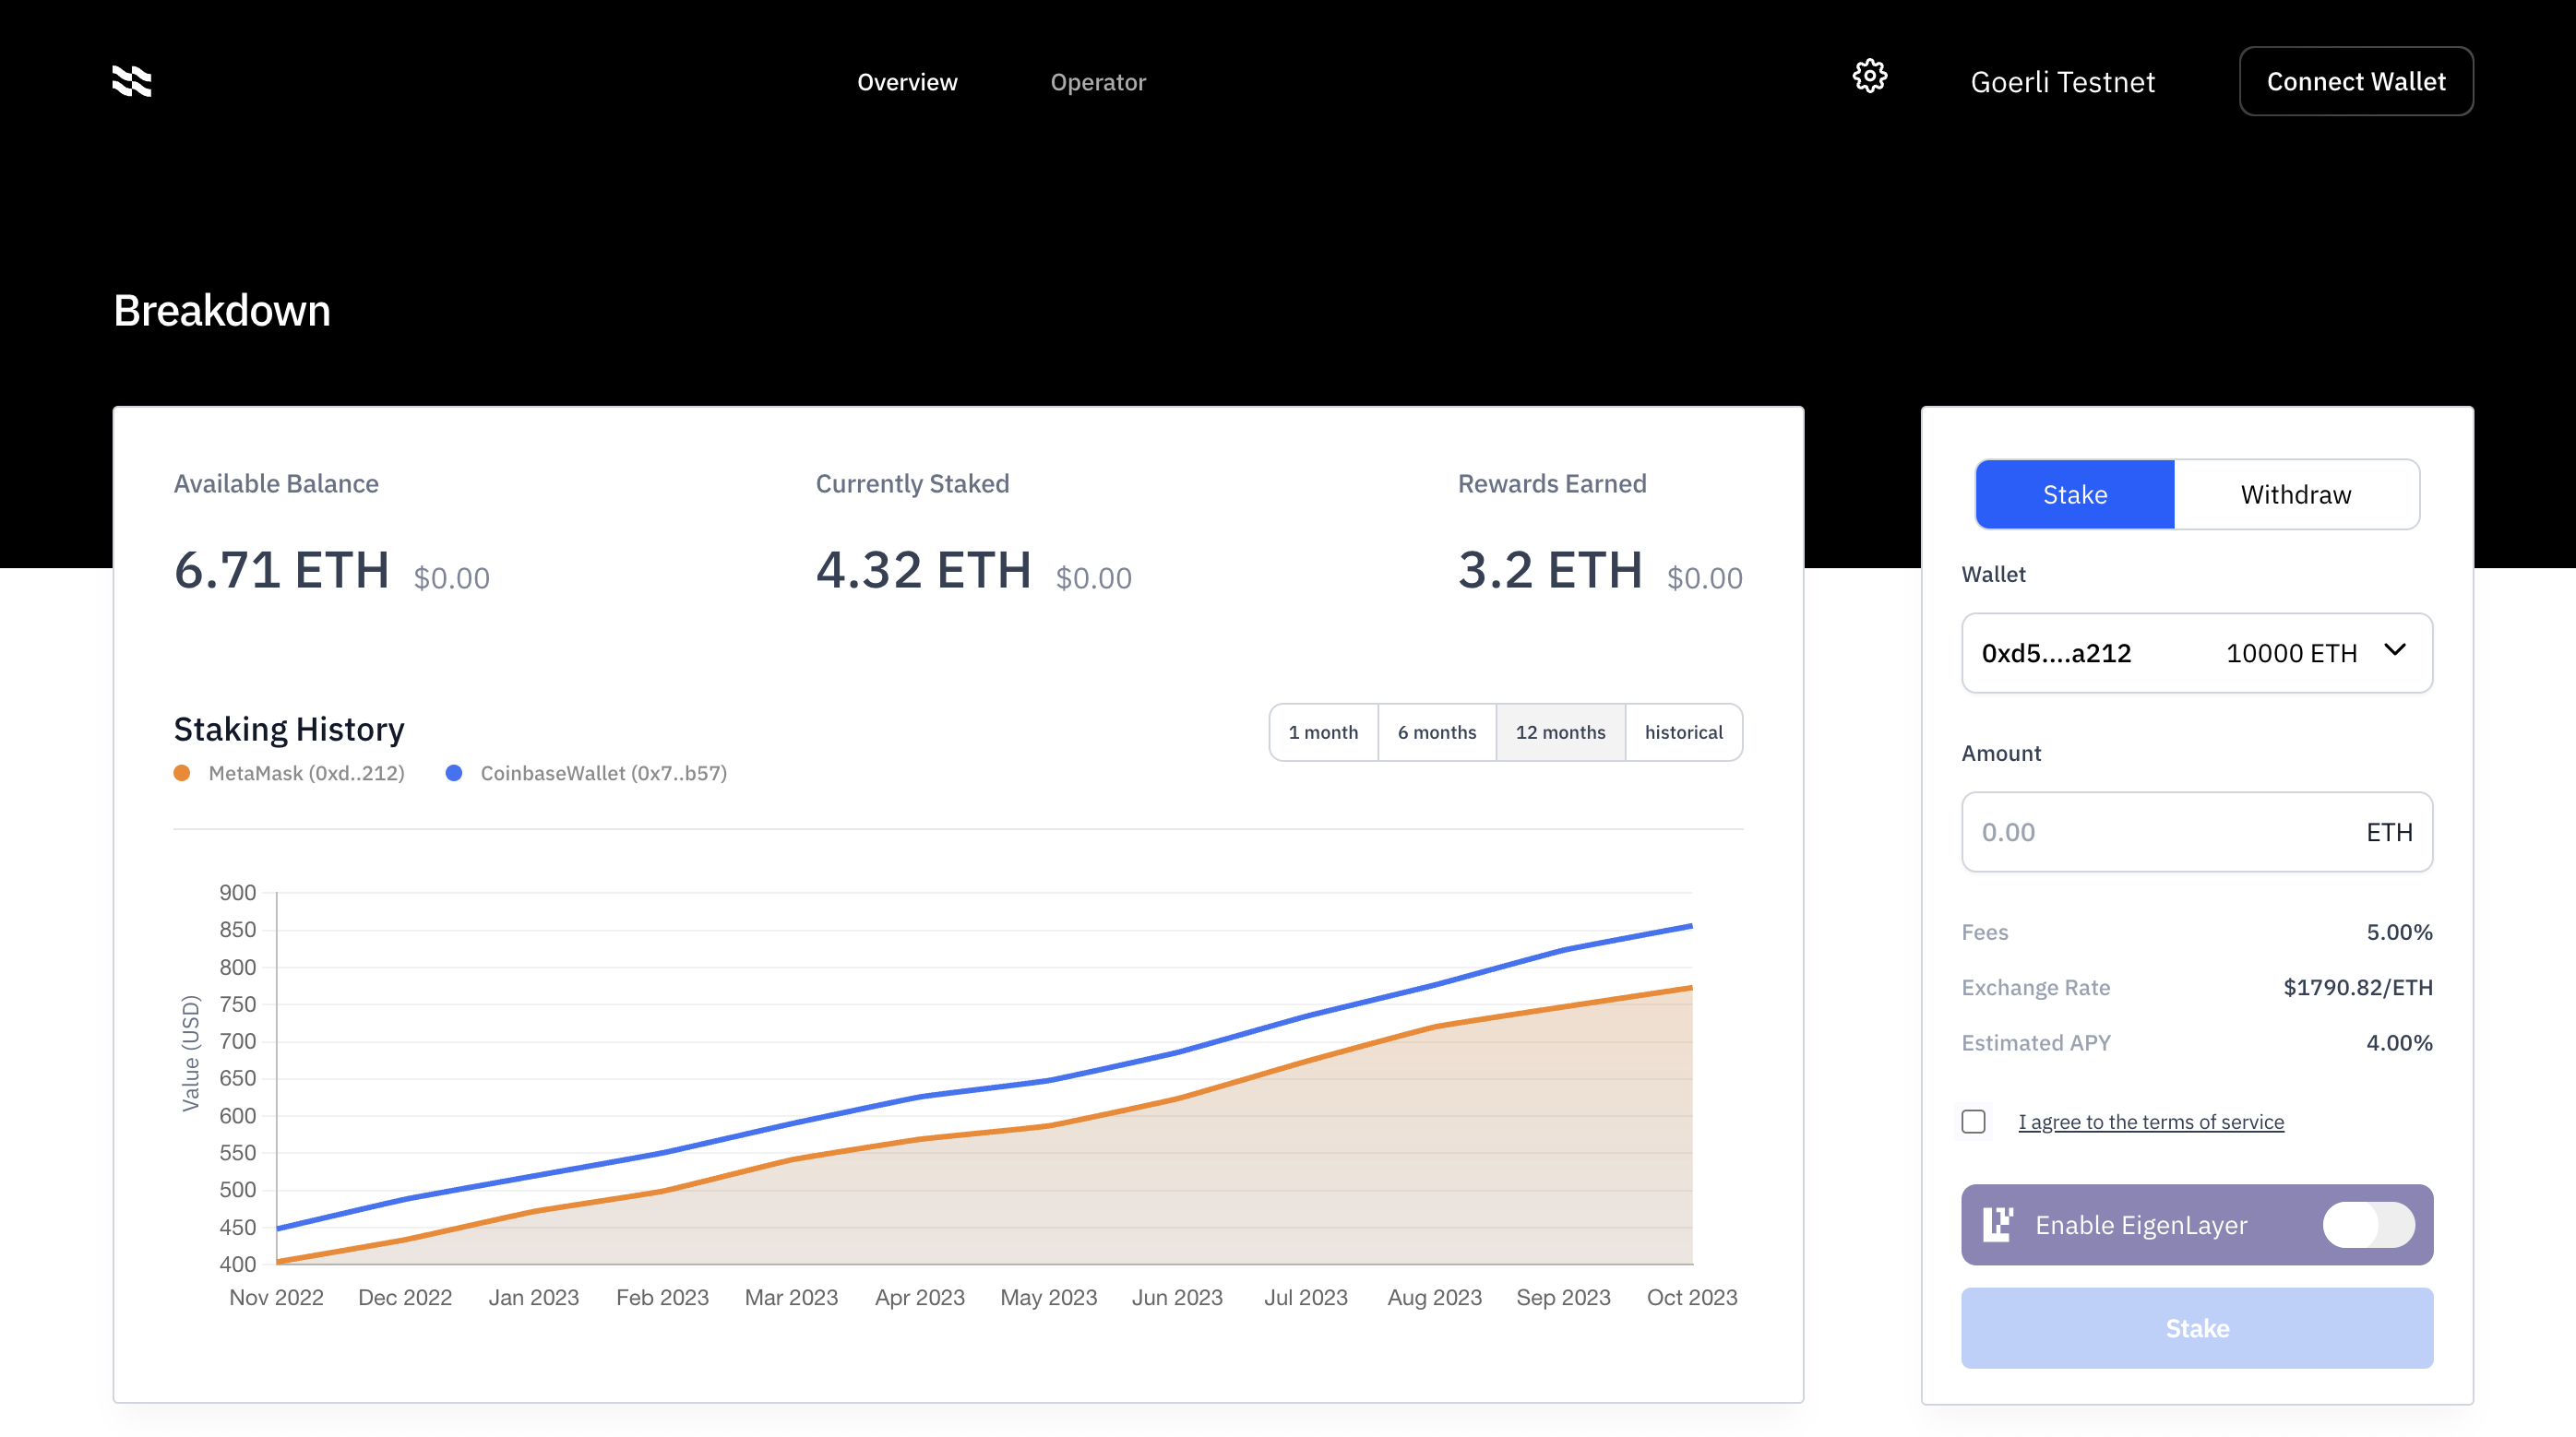 Overview
Operator
Goerli Testnet
Connect Wallet
Breakdown
Available Balance
6.71 ETH $0.00
Currently Staked
4.32 ETH $0.00
Rewards Earned
3.2 ETH $0.00
Staking History
MetaMask (0xd..212)
CoinbaseWallet (0x7..b57)
1 month
6 months
12 months
historical
Value (USD)
900
850
800
750
700
650
600
550
500
450
400
Nov 2022
Dec 2022
Jan 2023
Feb 2023
Mar 2023
Apr 2023
May 2023
Jun 2023
Jul 2023
Aug 2023
Sep 2023
Oct 2023
Stake
Withdraw
Wallet
0xd5....a212 10000 ETH
Amount
0.00 ETH
Fees 5.00%
Exchange Rate $1790.82/ETH
Estimated APY 4.00%
I agree to the terms of service
Enable EigenLayer
Stake